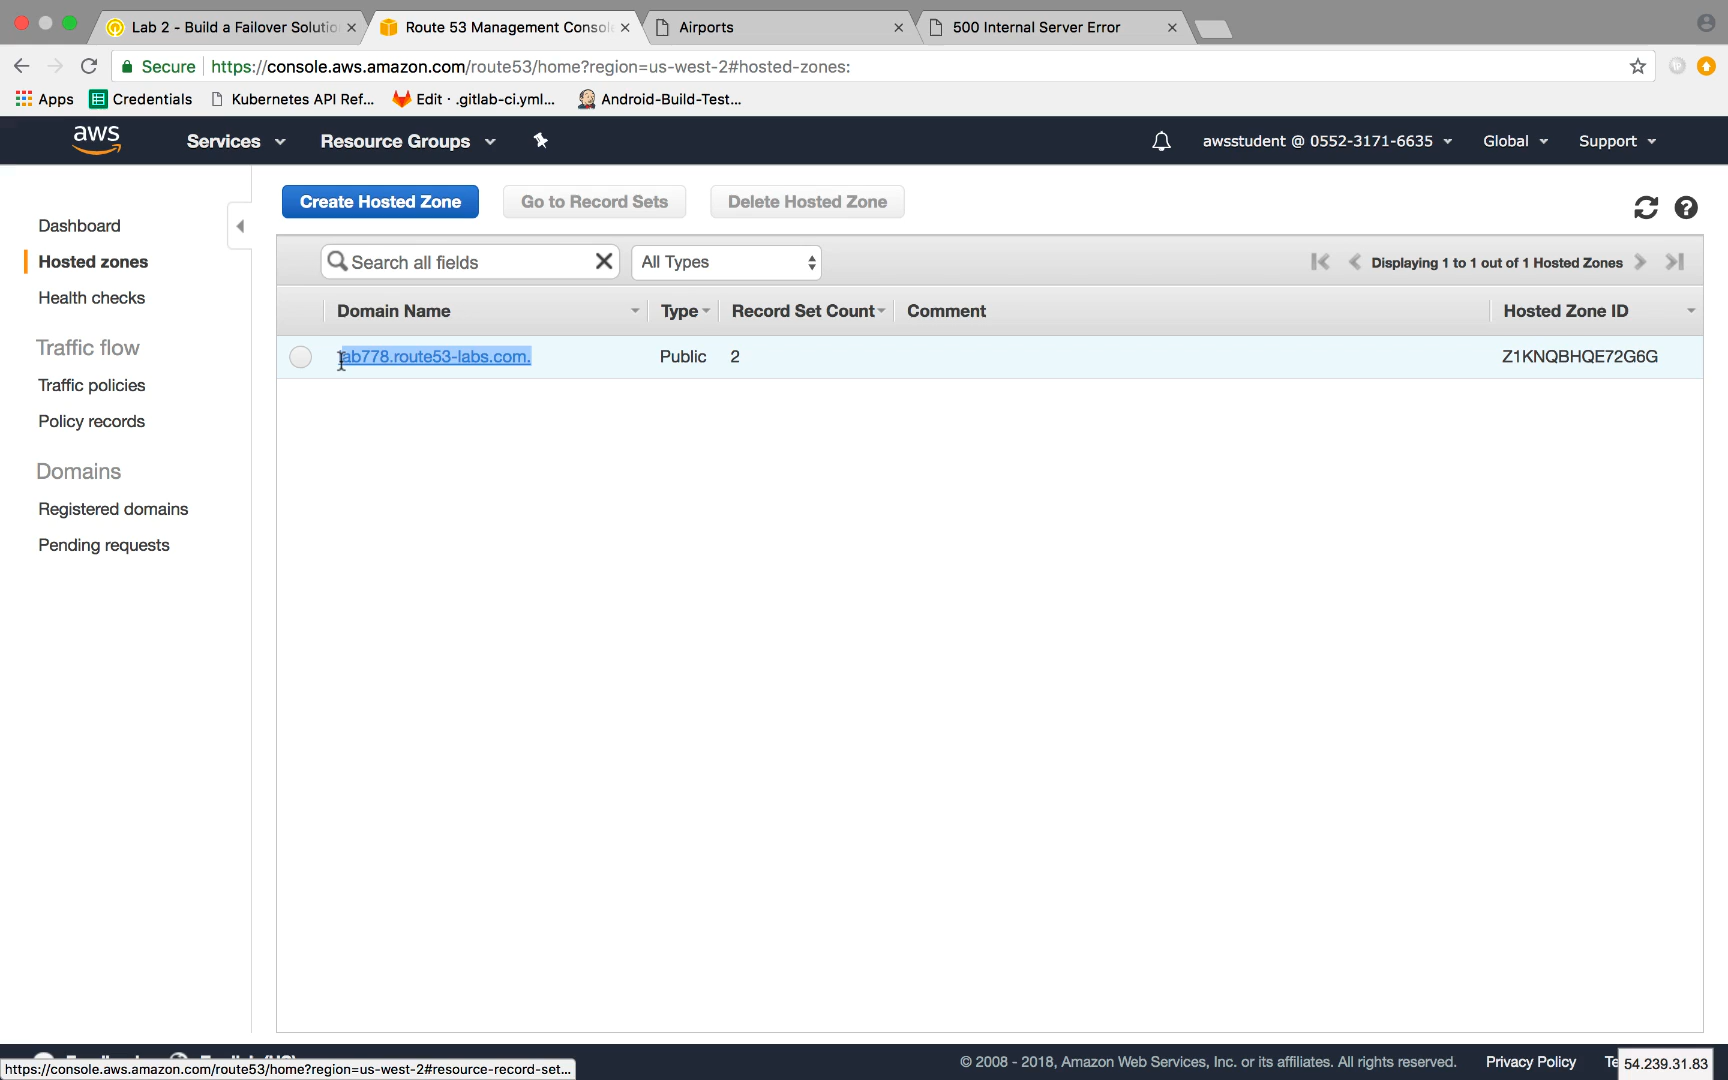 Lab 2 - Build a Failover Solutio
Route 53 Management Consol
Airports
500 Internal Server Error
Secure
https://console.aws.amazon.com/route53/home?region=us-west-2#hosted-zones:
Apps
Credentials
Kubernetes API Ref...
Edit · .gitlab-ci.yml...
Android-Build-Test...
aws
Services
Resource Groups
awsstudent @ 0552-3171-6635
Global
Support
Dashboard
Hosted zones
Health checks
Traffic flow
Traffic policies
Policy records
Domains
Registered domains
Pending requests
Create Hosted Zone
Go to Record Sets
Delete Hosted Zone
Search all fields
All Types
Displaying 1 to 1 out of 1 Hosted Zones
Domain Name
Type
Record Set Count
Comment
Hosted Zone ID
lab778.route53-labs.com.
Public
2
Z1KNQBHQE72G6G
© 2008 - 2018, Amazon Web Services, Inc. or its affiliates. All rights reserved.
Privacy Policy
54.239.31.83
https://console.aws.amazon.com/route53/home?region=us-west-2#resource-record-set...